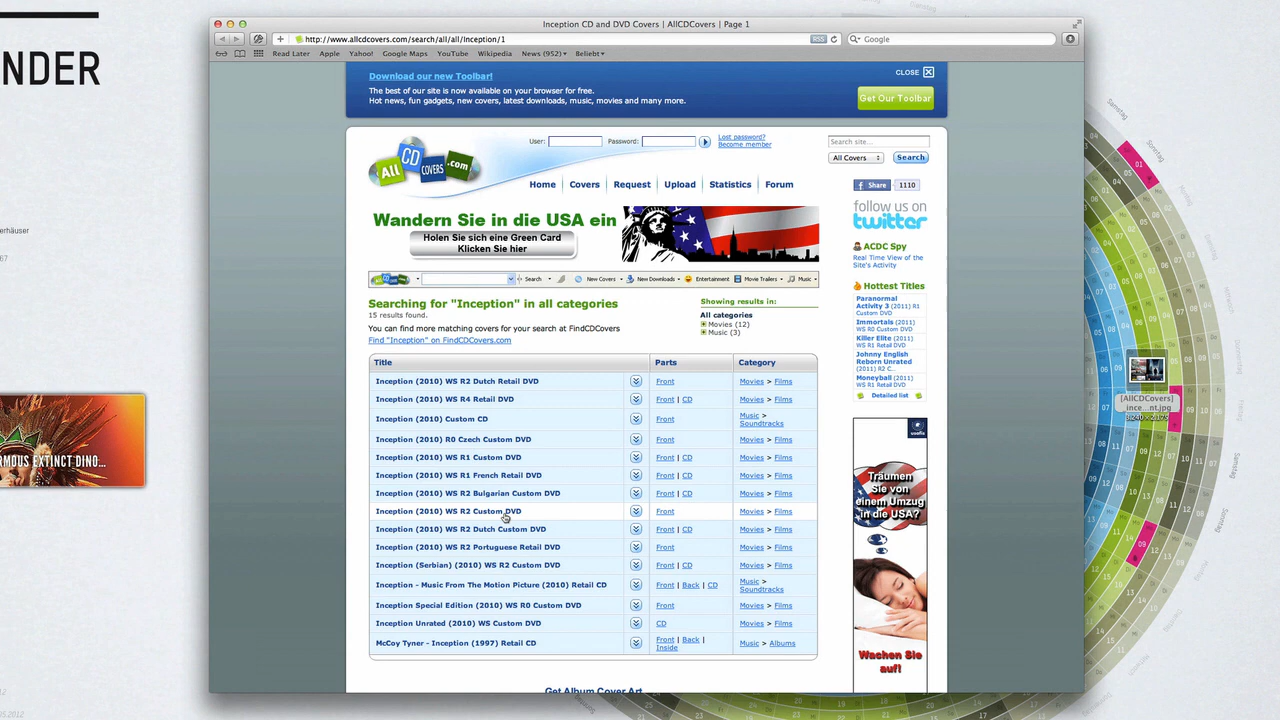 Inception CD and DVD Covers | AllCDCovers | Page 1
http://www.allcdcovers.com/search/all/all/Inception/1
RSS
Google
Read Later Apple Yahoo! Google Maps YouTube Wikipedia News (952) Beliebt
NDER
Download our new Toolbar!
CLOSE
The best of our site is now available on your browser for free.
Hot news, fun gadgets, new covers, latest downloads, music, movies and many more.
Get Our Toolbar
User: Password:
Lost password?
Become member
Search site...
All Covers Search
All CD COVERS .com
Home Covers Request Upload Statistics Forum
Share 1110
follow us on
twitter
Wandern Sie in die USA ein
Holen Sie sich eine Green Card
Klicken Sie hier
ACDC Spy
Real Time View of the
Site's Activity
Search New Covers New Downloads Entertainment Movie Trailers Music
Hottest Titles
Paranormal
Activity 3 (2011) R1
Custom DVD
Immortals (2011)
WS R0 Custom DVD
Killer Elite (2011)
WS R1 Retail DVD
Johnny English
Reborn Unrated
(2011) R2 C...
Moneyball (2011)
WS R1 Retail DVD
Detailed list
Searching for "Inception" in all categories
15 results found.
You can find more matching covers for your search at FindCDCovers
Find "Inception" on FindCDCovers.com
Showing results in:
All categories
Movies (12)
Music (3)
Title Parts Category
Inception (2010) WS R2 Dutch Retail DVD Front Movies > Films
Inception (2010) WS R4 Retail DVD Front | CD Movies > Films
Inception (2010) Custom CD Front Music >
Soundtracks
Inception (2010) R0 Czech Custom DVD Front Movies > Films
Inception (2010) WS R1 Custom DVD Front | CD Movies > Films
Inception (2010) WS R1 French Retail DVD Front | CD Movies > Films
Inception (2010) WS R2 Bulgarian Custom DVD Front | CD Movies > Films
Inception (2010) WS R2 Custom DVD Front Movies > Films
Inception (2010) WS R2 Dutch Custom DVD Front | CD Movies > Films
Inception (2010) WS R2 Portuguese Retail DVD Front Movies > Films
Inception (Serbian) (2010) WS R2 Custom DVD Front | CD Movies > Films
Inception - Music From The Motion Picture (2010) Retail CD Front | Back | CD Music >
Soundtracks
Inception Special Edition (2010) WS R0 Custom DVD Front Movies > Films
Inception Unrated (2010) WS Custom DVD CD Movies > Films
McCoy Tyner - Inception (1997) Retail CD Front | Back |
Inside Music > Albums
Get Album Cover Art
usafis
Träumen
Sie von
einem Umzug
in die USA?
Wachen Sie
auf!
erhäuser
67
RMOUS EXTINCT DINO...
[AllCDCovers]
ince...nt.jpg
Samstag
Sonntag